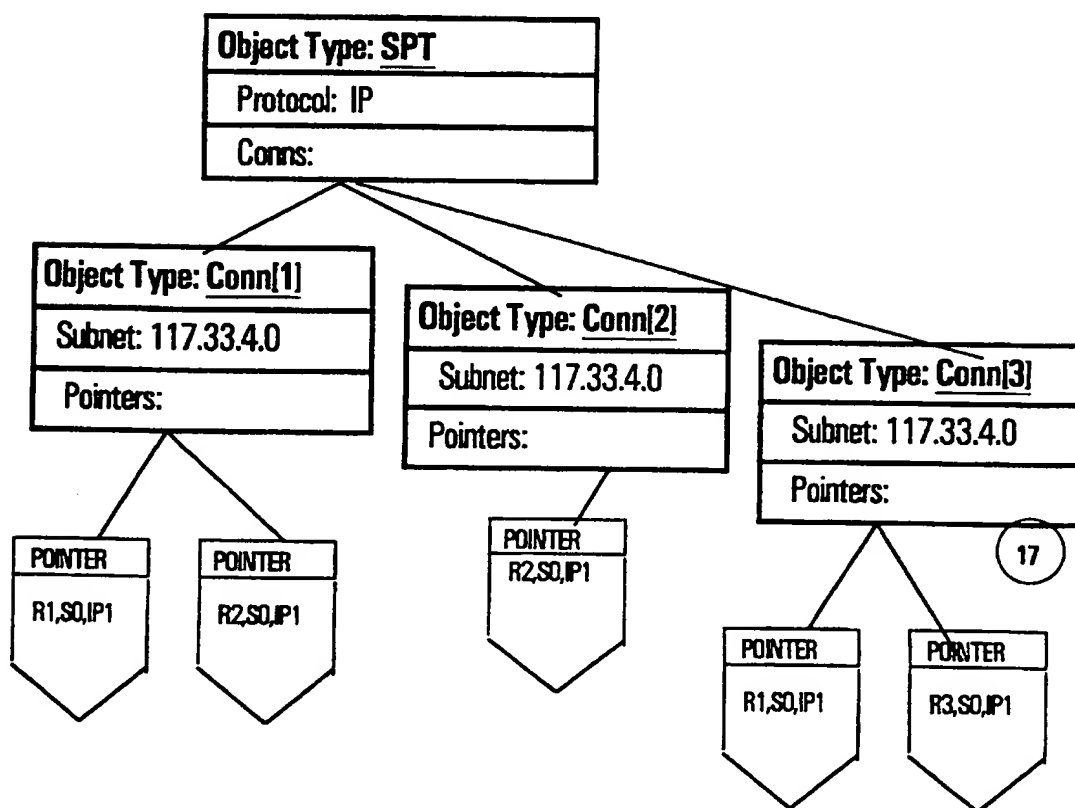 Object Type: SPT
Protocol: IP
Conns:
Object Type: Conn[1]
Subnet: 117.33.4.0
Pointers:
Object Type: Conn[2]
Subnet: 117.33.4.0
Pointers:
Object Type: Conn[3]
Subnet: 117.33.4.0
Pointers:
POINTER
R1,S0,IP1
POINTER
R2,S0,IP1
POINTER
R2,S0,IP1
17
POINTER
R1,S0,IP1
POINTER
R3,S0,IP1